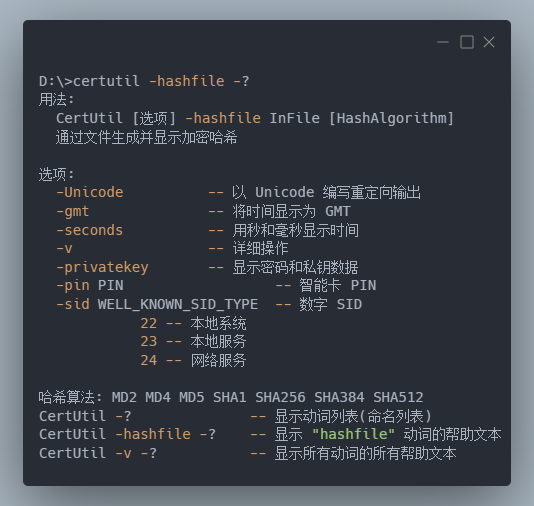 D:\>certutil -hashfile -?
用法:
CertUtil [选项] -hashfile InFile [HashAlgorithm]
通过文件生成并显示加密哈希
选项:
-Unicode -- 以 Unicode 编写重定向输出
-gmt -- 将时间显示为 GMT
-seconds -- 用秒和毫秒显示时间
-v -- 详细操作
-privatekey -- 显示密码和私钥数据
-pin PIN -- 智能卡 PIN
-sid WELL_KNOWN_SID_TYPE -- 数字 SID
22 -- 本地系统
23 -- 本地服务
24 -- 网络服务
哈希算法: MD2 MD4 MD5 SHA1 SHA256 SHA384 SHA512
CertUtil -? -- 显示动词列表(命名列表)
CertUtil -hashfile -? -- 显示 "hashfile" 动词的帮助文本
CertUtil -v -? -- 显示所有动词的所有帮助文本